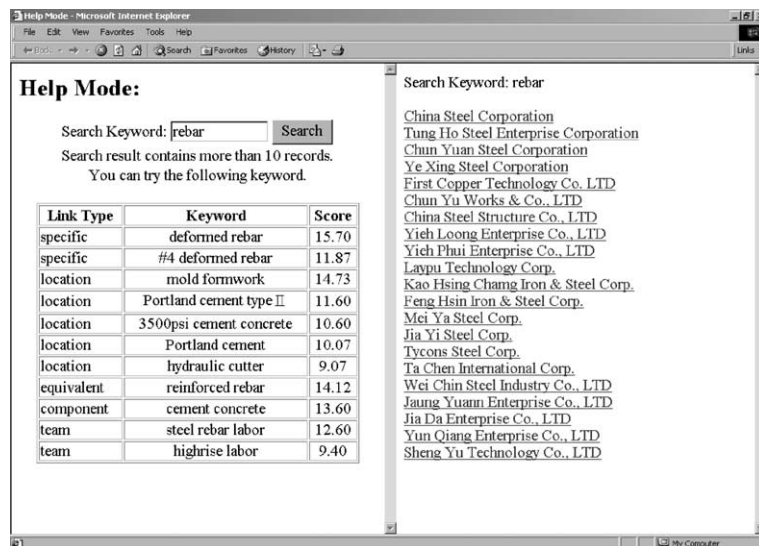 Help Mode - Microsoft Internet Explorer
File Edit View Favorites Tools Help
Back Search Favorites History Links
Help Mode:
Search Keyword: rebar Search
Search result contains more than 10 records.
You can try the following keyword.
Link Type Keyword Score
specific deformed rebar 15.70
specific #4 deformed rebar 11.87
location mold formwork 14.73
location Portland cement type Ⅱ 11.60
location 3500psi cement concrete 10.60
location Portland cement 10.07
location hydraulic cutter 9.07
equivalent reinforced rebar 14.12
component cement concrete 13.60
team steel rebar labor 12.60
team highrise labor 9.40
Search Keyword: rebar
China Steel Corporation
Tung Ho Steel Enterprise Corporation
Chun Yuan Steel Corporation
Ye Xing Steel Corporation
First Copper Technology Co. LTD
Chun Yu Works & Co., LTD
China Steel Structure Co., LTD
Yieh Loong Enterprise Co., LTD
Yieh Phui Enterprise Co., LTD
Laypu Technology Corp.
Kao Hsing Chamg Iron & Steel Corp.
Feng Hsin Iron & Steel Corp.
Mei Ya Steel Corp.
Jia Yi Steel Corp.
Tycons Steel Corp.
Ta Chen International Corp.
Wei Chin Steel Industry Co., LTD
Jaung Yuann Enterprise Co., LTD
Jia Da Enterprise Co., LTD
Yun Qiang Enterprise Co., LTD
Sheng Yu Technology Co., LTD
My Computer